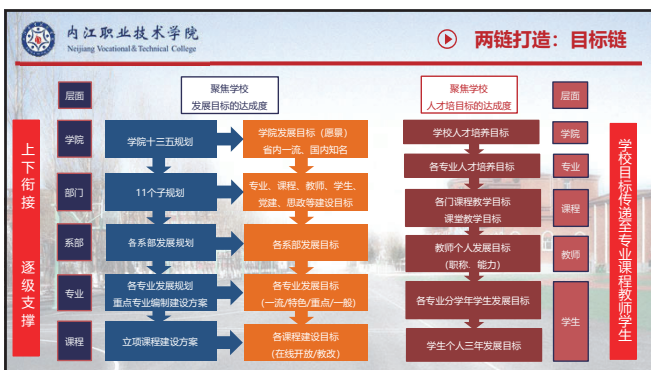 内江职业技术学院
Neijiang Vocational & Technical College
两链打造：目标链
层面
聚焦学校
发展目标的达成度
聚焦学校
人才培目标的达成度
层面
上下衔接 逐级支撑
学院
学院十三五规划
学院发展目标（愿景）
省内一流、国内知名
部门
11个子规划
专业、课程、教师、学生、
党建、思政等建设目标
系部
各系部发展规划
各系部发展目标
专业
各专业发展规划
重点专业编制建设方案
各专业发展目标
(一流/特色/重点/一般)
课程
立项课程建设方案
各课程建设目标
(在线开放/教改)
学校人才培养目标
学院
各专业人才培养目标
专业
各门课程教学目标
课堂教学目标
课程
教师个人发展目标
(职称、能力)
教师
各专业分学年学生发展目标
学生个人三年发展目标
学生
学校目标传递至专业课程教师学生